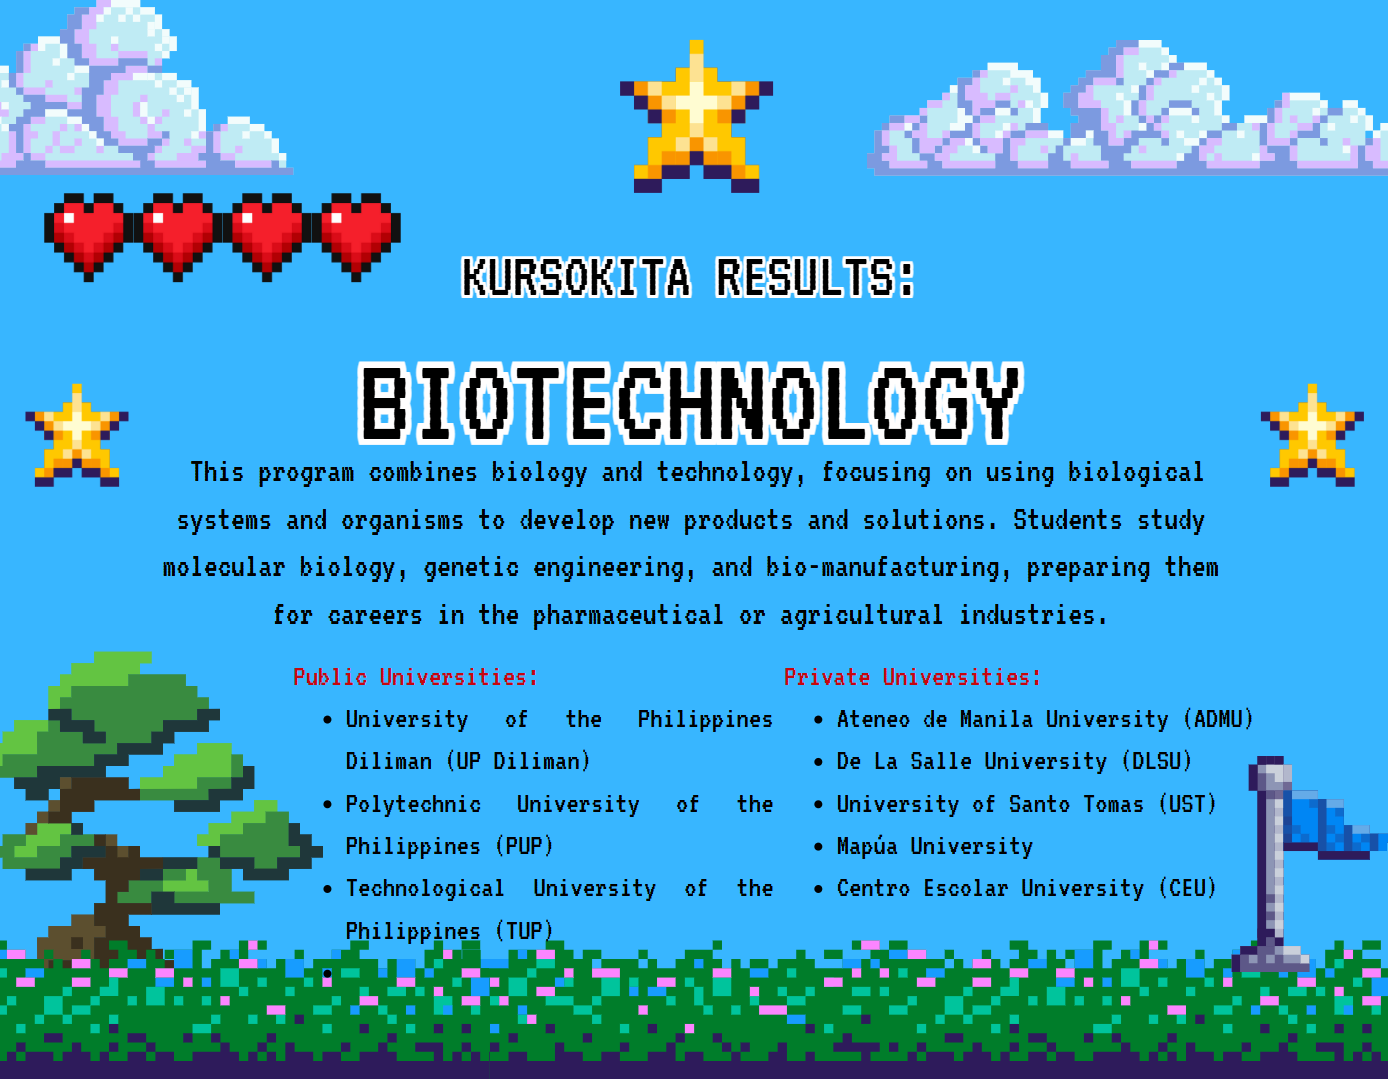 KURSOKITA RESULTS:
BIOTECHNOLOGY
This program combines biology and technology, focusing on using biological
systems and organisms to develop new products and solutions. Students study
molecular biology, genetic engineering, and bio-manufacturing, preparing them
for careers in the pharmaceutical or agricultural industries.
Public Universities:
• University of the Philippines
Diliman (UP Diliman)
• Polytechnic University of the
Philippines (PUP)
• Technological University of the
Philippines (TUP)
•
Private Universities:
• Ateneo de Manila University (ADMU)
• De La Salle University (DLSU)
• University of Santo Tomas (UST)
• Mapúa University
• Centro Escolar University (CEU)